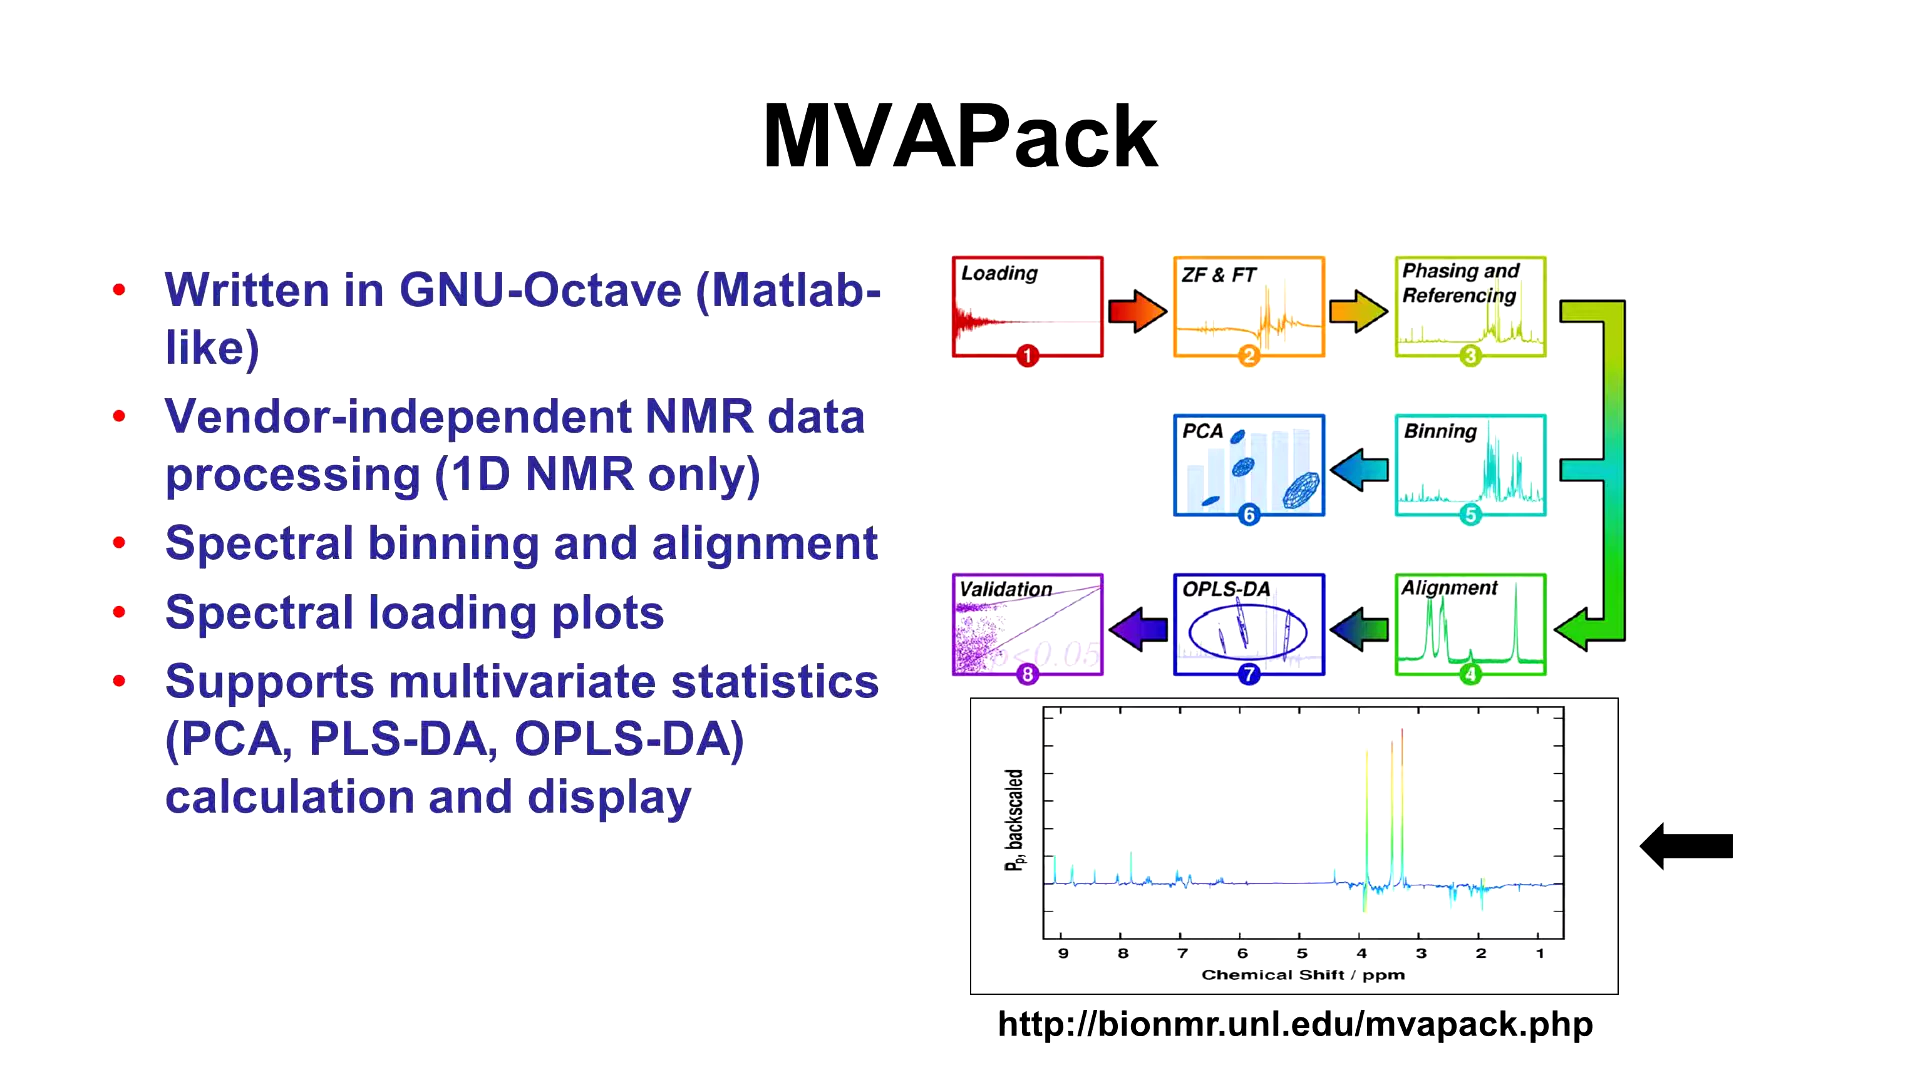 MVAPack
• Written in GNU-Octave (Matlab-
like)
• Vendor-independent NMR data
processing (1D NMR only)
• Spectral binning and alignment
• Spectral loading plots
• Supports multivariate statistics
(PCA, PLS-DA, OPLS-DA)
calculation and display
Loading
1
ZF & FT
2
Phasing and
Referencing
3
PCA
6
Binning
5
Validation
p<0.05
8
OPLS-DA
7
Alignment
4
Pp, backscaled
9 8 7 6 5 4 3 2 1
Chemical Shift / ppm
http://bionmr.unl.edu/mvapack.php